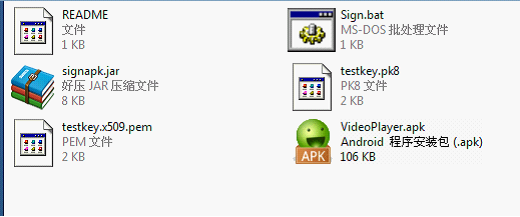 README
文件
1 KB
Sign.bat
MS-DOS 批处理文件
1 KB
signapk.jar
好压 JAR 压缩文件
8 KB
testkey.pk8
PK8 文件
2 KB
testkey.x509.pem
PEM 文件
2 KB
VideoPlayer.apk
Android 程序安装包 (.apk)
106 KB
APK